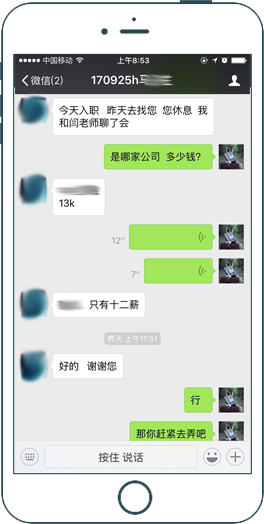 中国移动
上午8:53
微信(2)
170925h
今天入职 昨天去找您 您休息 我
和闫老师聊了会
是哪家公司 多少钱?
13k
12"
7"
只有十二薪
昨天 上午11:31
好的 谢谢您
行
那你赶紧去弄吧
按住 说话